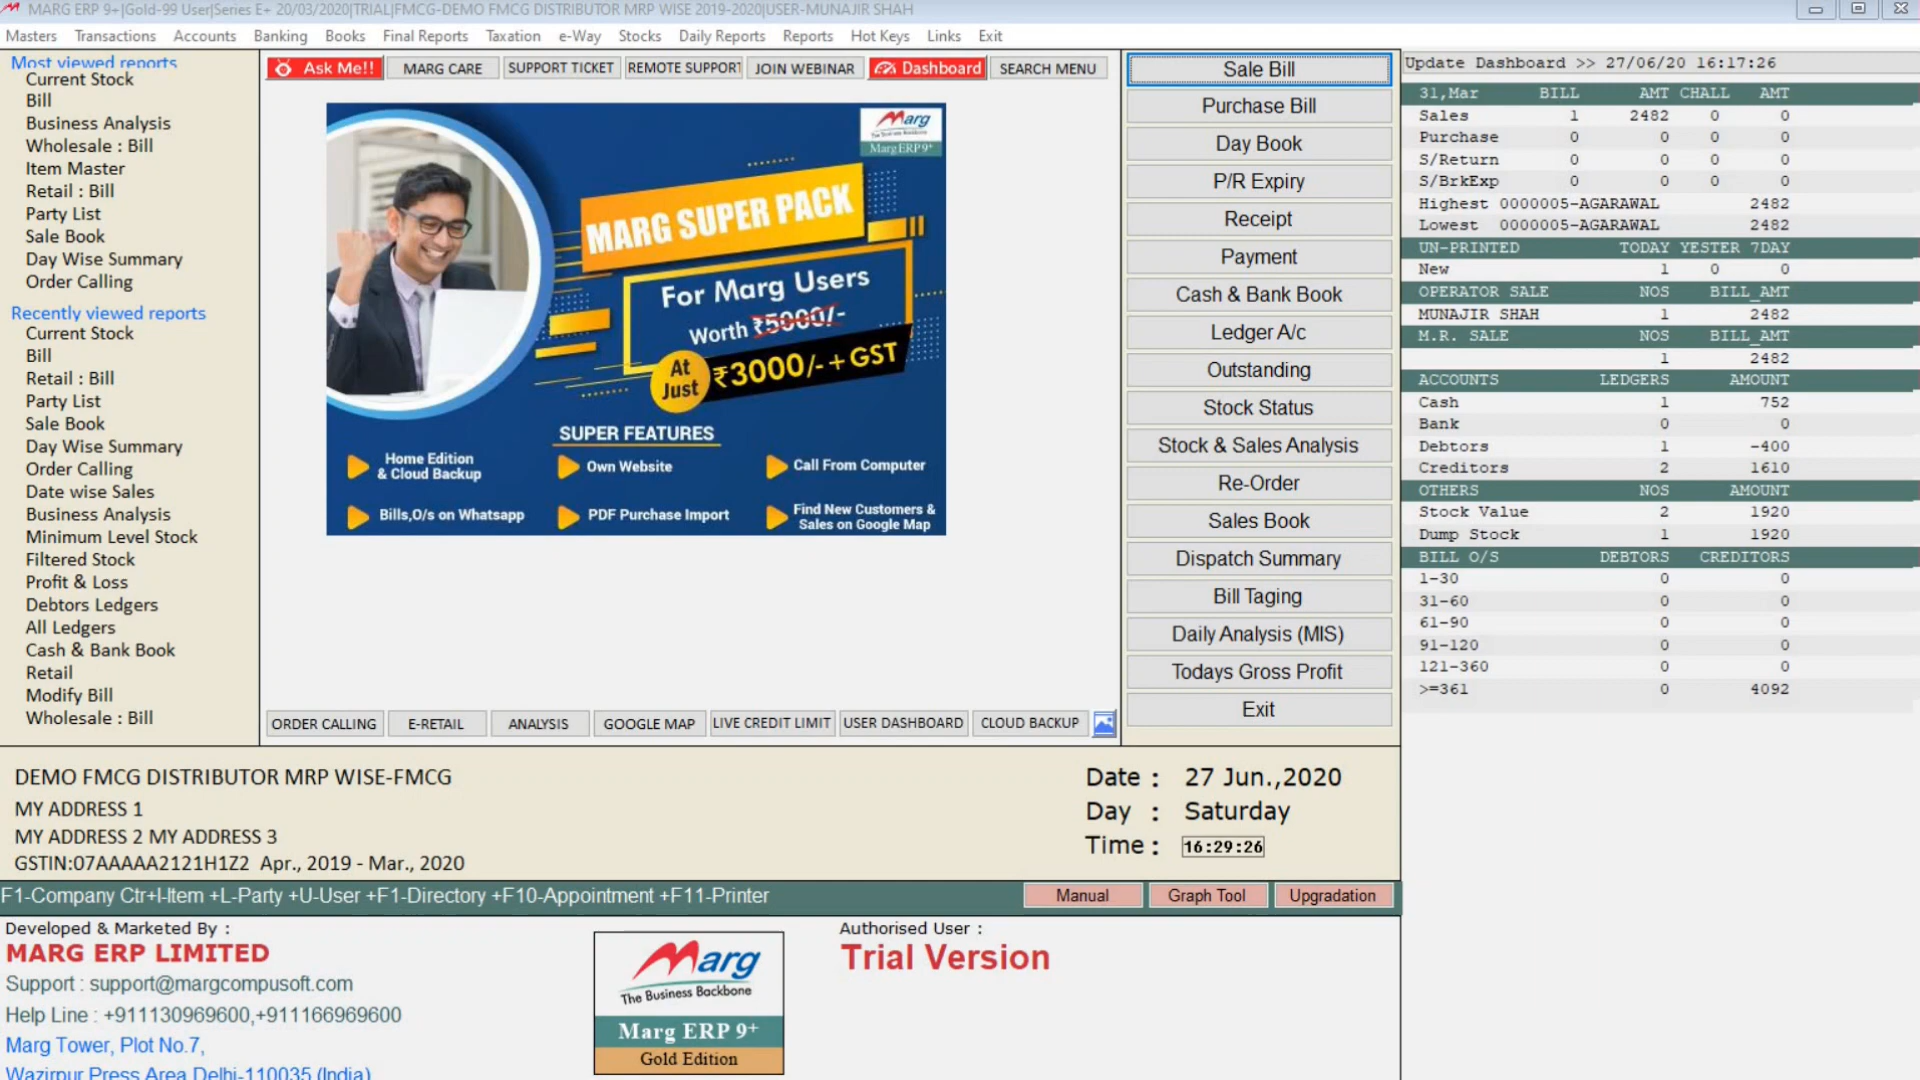 MARG ERP 9+|Gold-99 User|Series E+ 20/03/2020|TRIAL|FMCG-DEMO FMCG DISTRIBUTOR MRP WISE 2019-2020|USER-MUNAJIR SHAH
Masters Transactions Accounts Banking Books Final Reports Taxation e-Way Stocks Daily Reports Reports Hot Keys Links Exit
Most viewed reports
Current Stock
Bill
Business Analysis
Wholesale : Bill
Item Master
Retail : Bill
Party List
Sale Book
Day Wise Summary
Order Calling
Recently viewed reports
Current Stock
Bill
Retail : Bill
Party List
Sale Book
Day Wise Summary
Order Calling
Date wise Sales
Business Analysis
Minimum Level Stock
Filtered Stock
Profit & Loss
Debtors Ledgers
All Ledgers
Cash & Bank Book
Retail
Modify Bill
Wholesale : Bill
Ask Me!! MARG CARE SUPPORT TICKET REMOTE SUPPORT JOIN WEBINAR Dashboard SEARCH MENU
Marg
The Business Backbone
Marg ERP 9+
MARG SUPER PACK
For Marg Users
Worth ₹5000/-
At Just ₹3000/- + GST
SUPER FEATURES
Home Edition & Cloud Backup
Own Website
Call From Computer
Bills,O/s on Whatsapp
PDF Purchase Import
Find New Customers & Sales on Google Map
ORDER CALLING E-RETAIL ANALYSIS GOOGLE MAP LIVE CREDIT LIMIT USER DASHBOARD CLOUD BACKUP
Sale Bill
Purchase Bill
Day Book
P/R Expiry
Receipt
Payment
Cash & Bank Book
Ledger A/c
Outstanding
Stock Status
Stock & Sales Analysis
Re-Order
Sales Book
Dispatch Summary
Bill Taging
Daily Analysis (MIS)
Todays Gross Profit
Exit
Update Dashboard >> 27/06/20 16:17:26
31,Mar BILL AMT CHALL AMT
Sales 1 2482 0 0
Purchase 0 0 0 0
S/Return 0 0 0 0
S/BrkExp 0 0 0 0
Highest 0000005-AGARAWAL 2482
Lowest 0000005-AGARAWAL 2482
UN-PRINTED TODAY YESTER 7DAY
New 1 0 0
OPERATOR SALE NOS BILL_AMT
MUNAJIR SHAH 1 2482
M.R. SALE NOS BILL_AMT
1 2482
ACCOUNTS LEDGERS AMOUNT
Cash 1 752
Bank 0 0
Debtors 1 -400
Creditors 2 1610
OTHERS NOS AMOUNT
Stock Value 2 1920
Dump Stock 1 1920
BILL O/S DEBTORS CREDITORS
1-30 0 0
31-60 0 0
61-90 0 0
91-120 0 0
121-360 0 0
>=361 0 4092
DEMO FMCG DISTRIBUTOR MRP WISE-FMCG
MY ADDRESS 1
MY ADDRESS 2 MY ADDRESS 3
GSTIN:07AAAAA2121H1Z2 Apr., 2019 - Mar., 2020
Date : 27 Jun.,2020
Day : Saturday
Time : 16:29:26
F1-Company Ctr+I-Item +L-Party +U-User +F1-Directory +F10-Appointment +F11-Printer
Manual Graph Tool Upgradation
Developed & Marketed By :
MARG ERP LIMITED
Support : support@margcompusoft.com
Help Line : +911130969600,+911166969600
Marg Tower, Plot No.7,
Wazirpur Press Area Delhi-110035 (India)
Marg
The Business Backbone
Marg ERP 9+
Gold Edition
Authorised User :
Trial Version